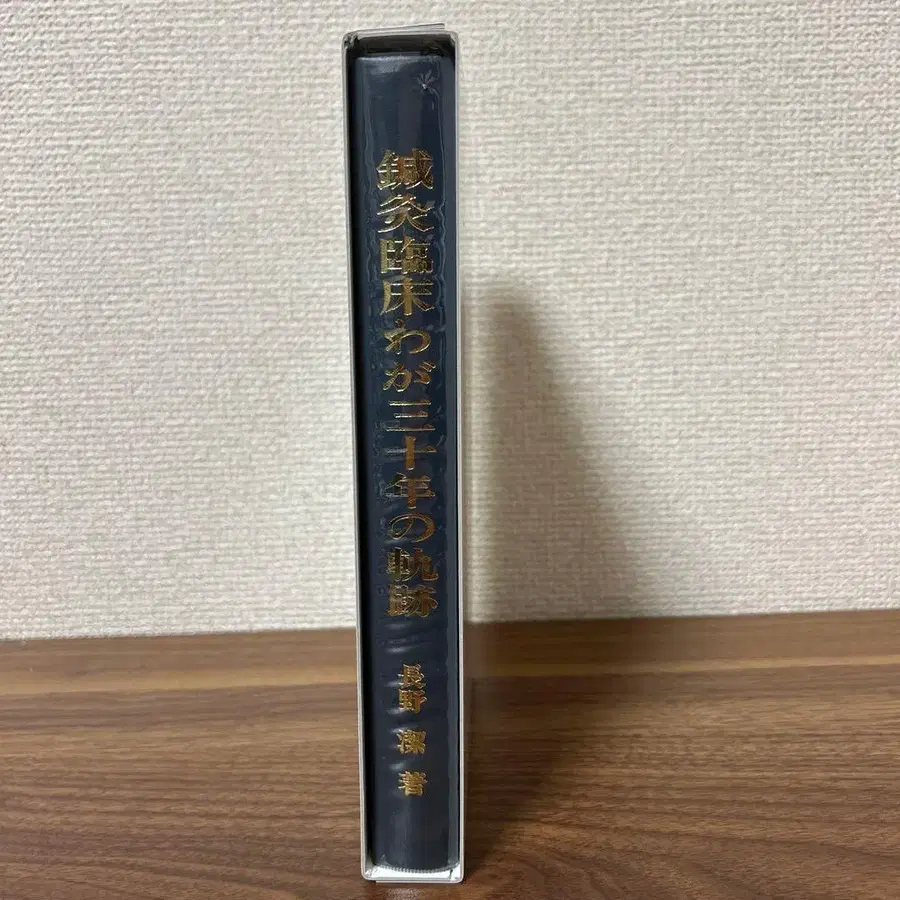 鍼灸臨床わが三十年の軌跡
長野 潔 著